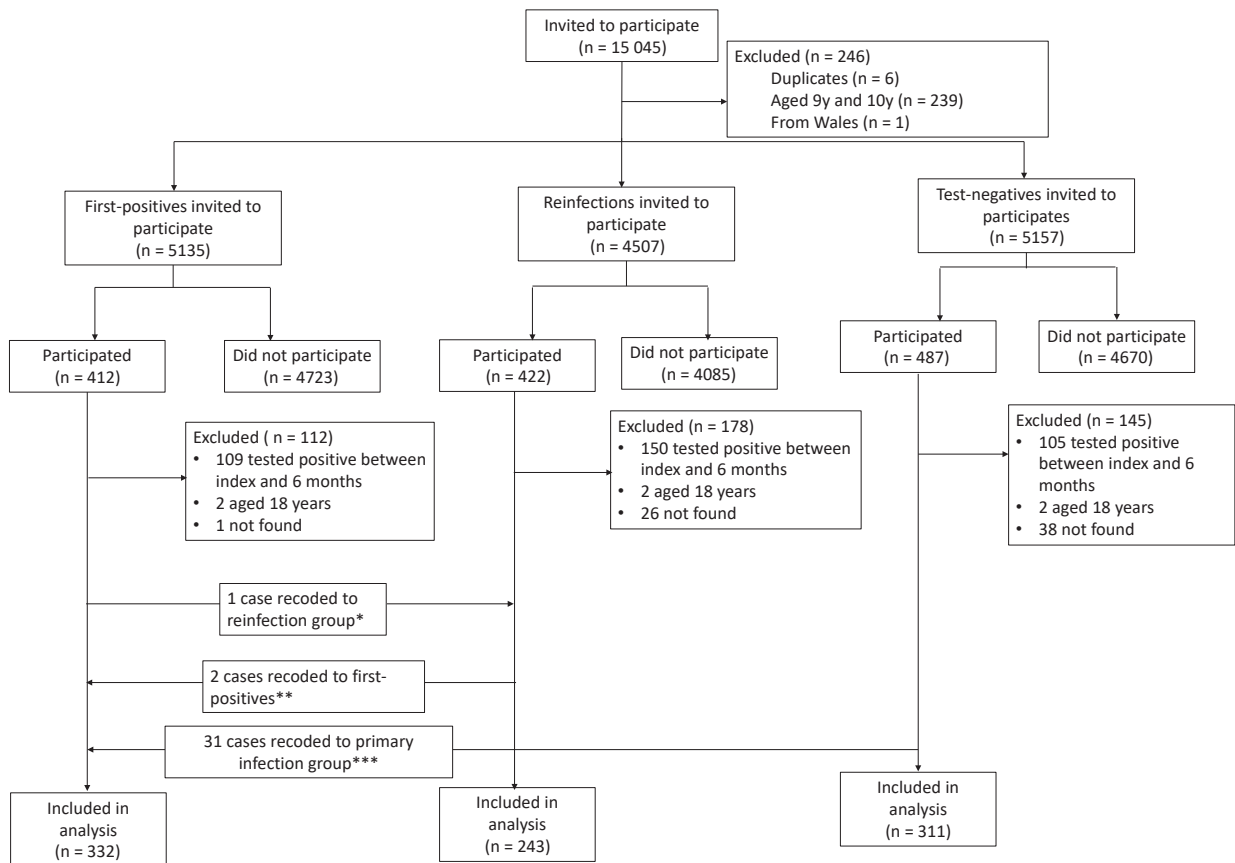 Invited to participate
(n = 15 045)
Excluded (n = 246)
Duplicates (n = 6)
Aged 9y and 10y (n = 239)
From Wales (n = 1)
First-positives invited to
participate
(n = 5135)
Reinfections invited to
participate
(n = 4507)
Test-negatives invited to
participates
(n = 5157)
Participated
(n = 412)
Did not participate
(n = 4723)
Participated
(n = 422)
Did not participate
(n = 4085)
Participated
(n = 487)
Did not participate
(n = 4670)
Excluded ( n = 112)
• 109 tested positive between
index and 6 months
• 2 aged 18 years
• 1 not found
Excluded (n = 178)
• 150 tested positive between
index and 6 months
• 2 aged 18 years
• 26 not found
Excluded (n = 145)
• 105 tested
positive between
index and 6
months
• 2 aged 18 years
• 38 not found
1 case recoded to
reinfection group*
2 cases recoded to first-
positives**
31 cases recoded to primary
infection group***
Included in
analysis
(n = 332)
Included in
analysis
(n = 243)
Included in
analysis
(n = 311)